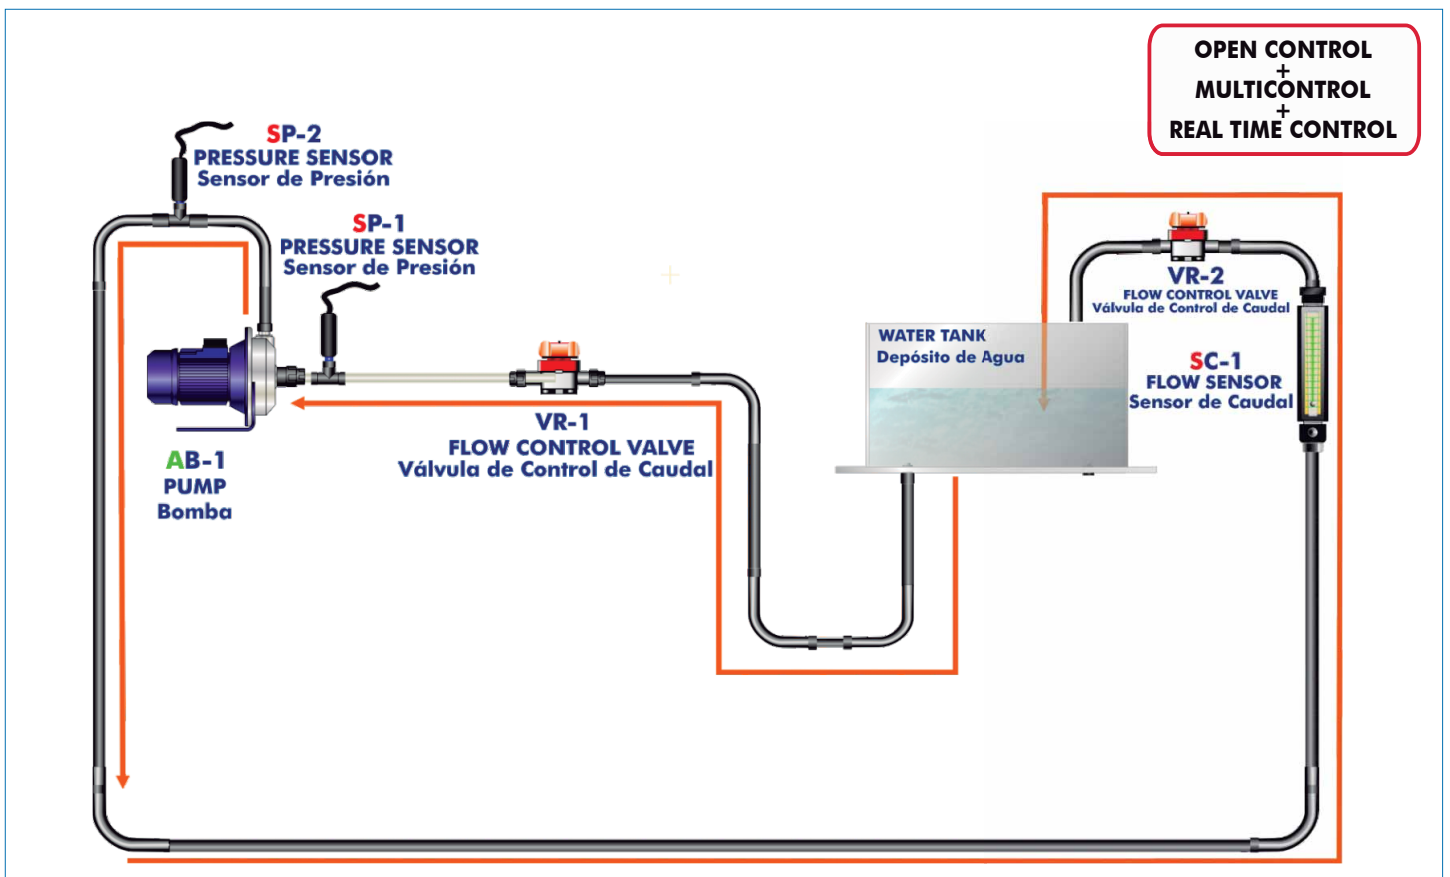 OPEN CONTROL
+
MULTICONTROL
+
REAL TIME CONTROL
SP-2
PRESSURE SENSOR
Sensor de Presión
SP-1
PRESSURE SENSOR
Sensor de Presión
VR-2
FLOW CONTROL VALVE
Válvula de Control de Caudal
WATER TANK
Depósito de Agua
SC-1
FLOW SENSOR
Sensor de Caudal
VR-1
FLOW CONTROL VALVE
Válvula de Control de Caudal
AB-1
PUMP
Bomba